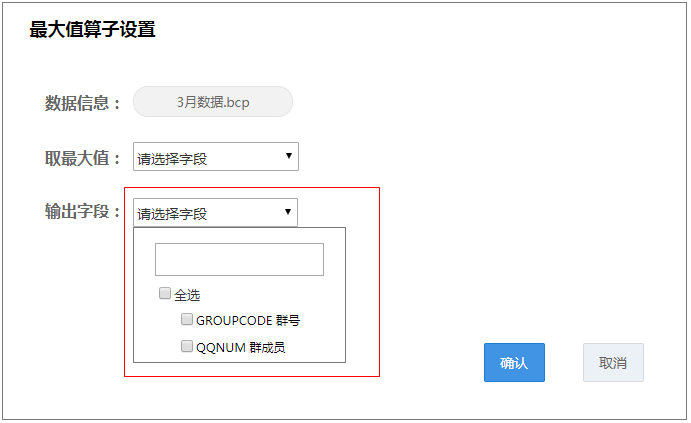 最大值算子设置
数据信息： 3月数据.bcp
取最大值： 请选择字段
输出字段： 请选择字段
全选
GROUPCODE 群号
QQNUM 群成员
确认 取消